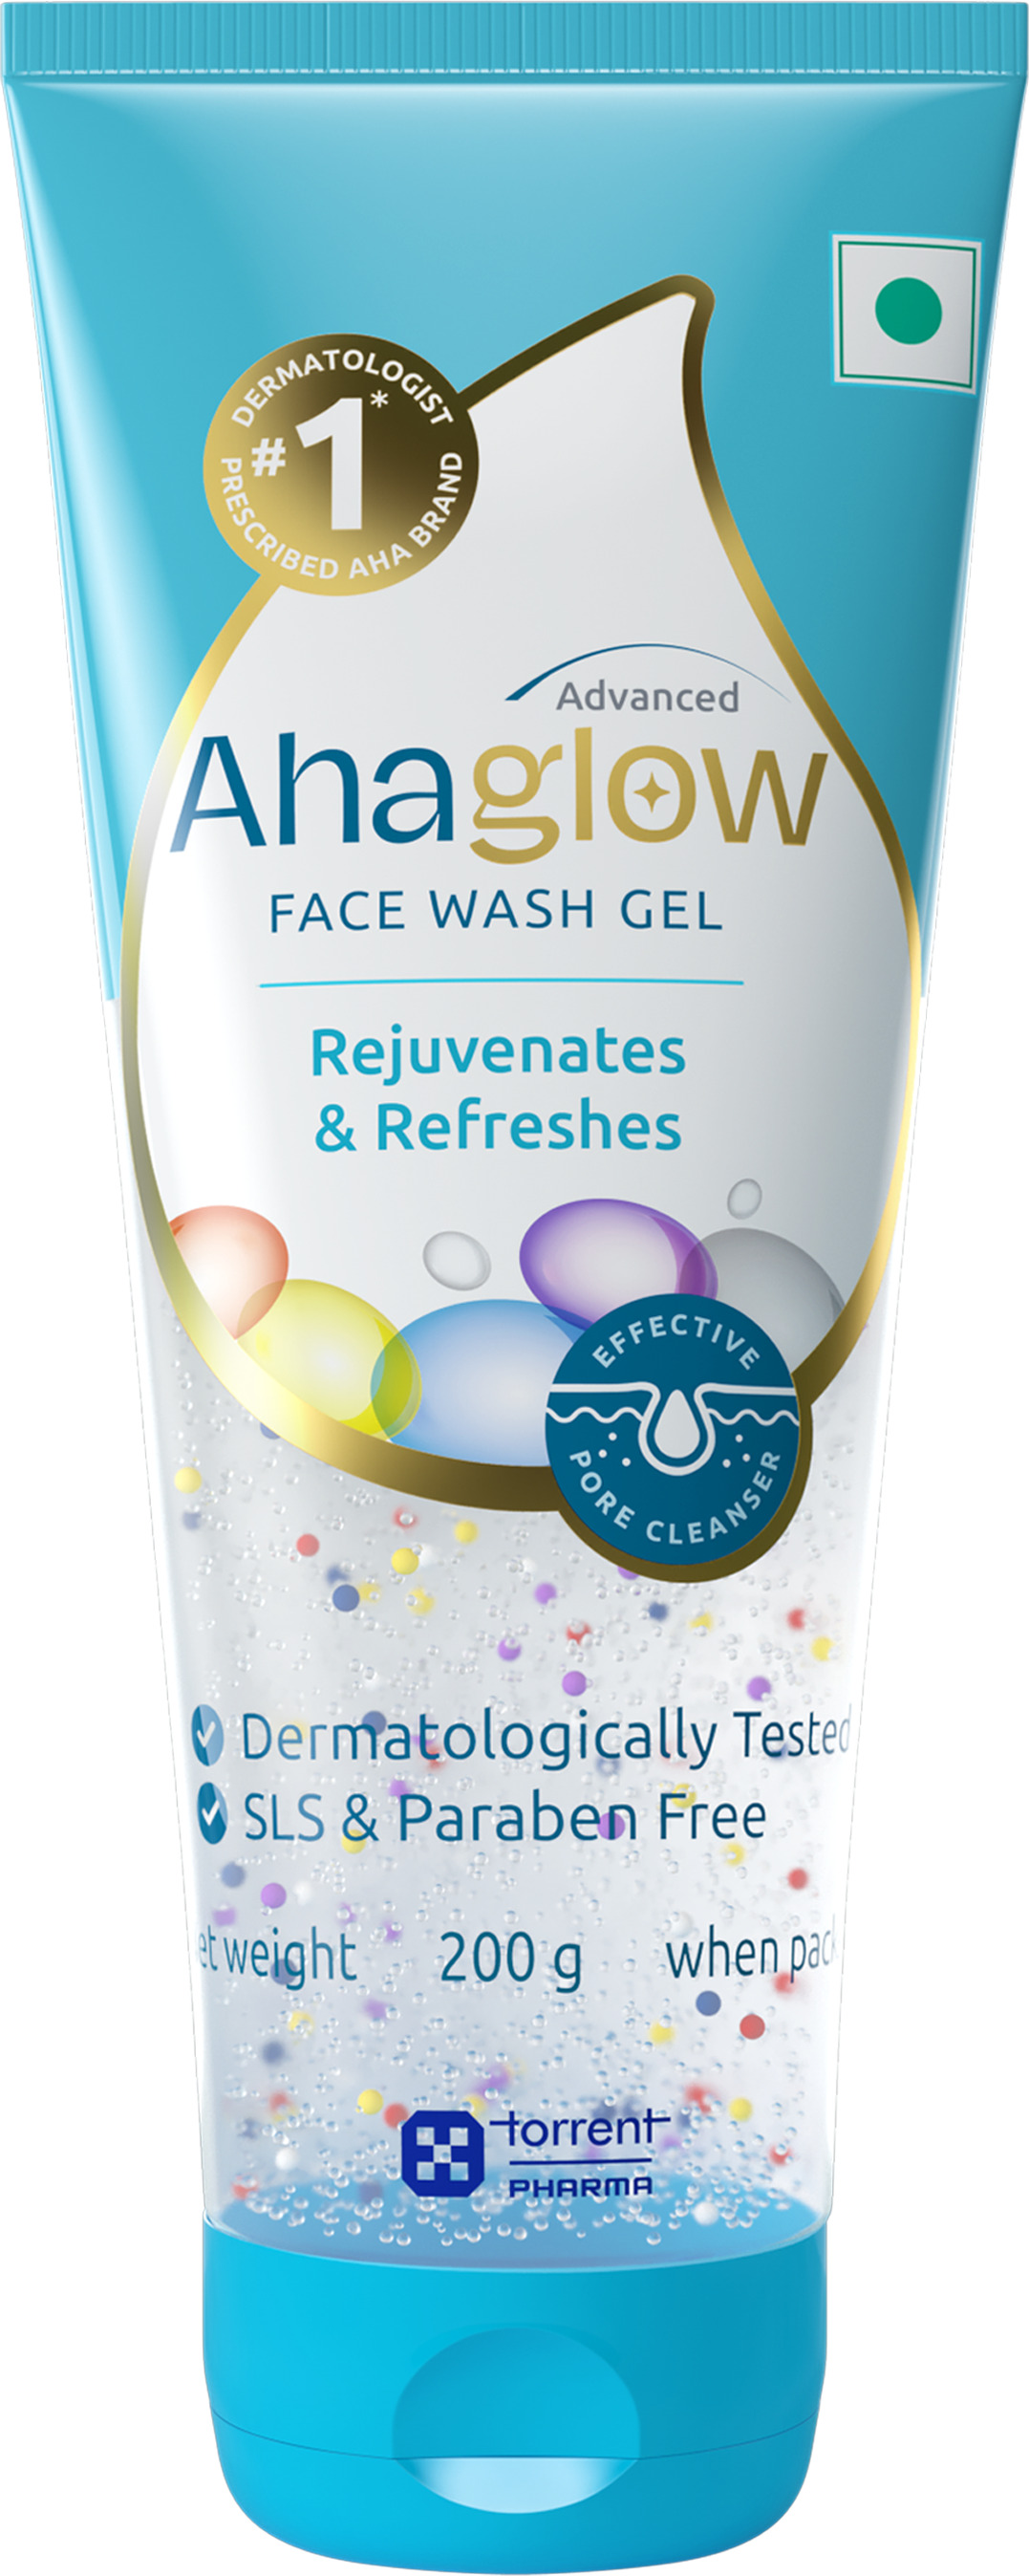 DERMATOLOGIST
#1*
PRESCRIBED AHA BRAND
Advanced
Ahaglow
FACE WASH GEL
Rejuvenates
& Refreshes
EFFECTIVE
PORE CLEANSER
Dermatologically Tested
SLS & Paraben Free
weight 200 g when
torrent
PHARMA